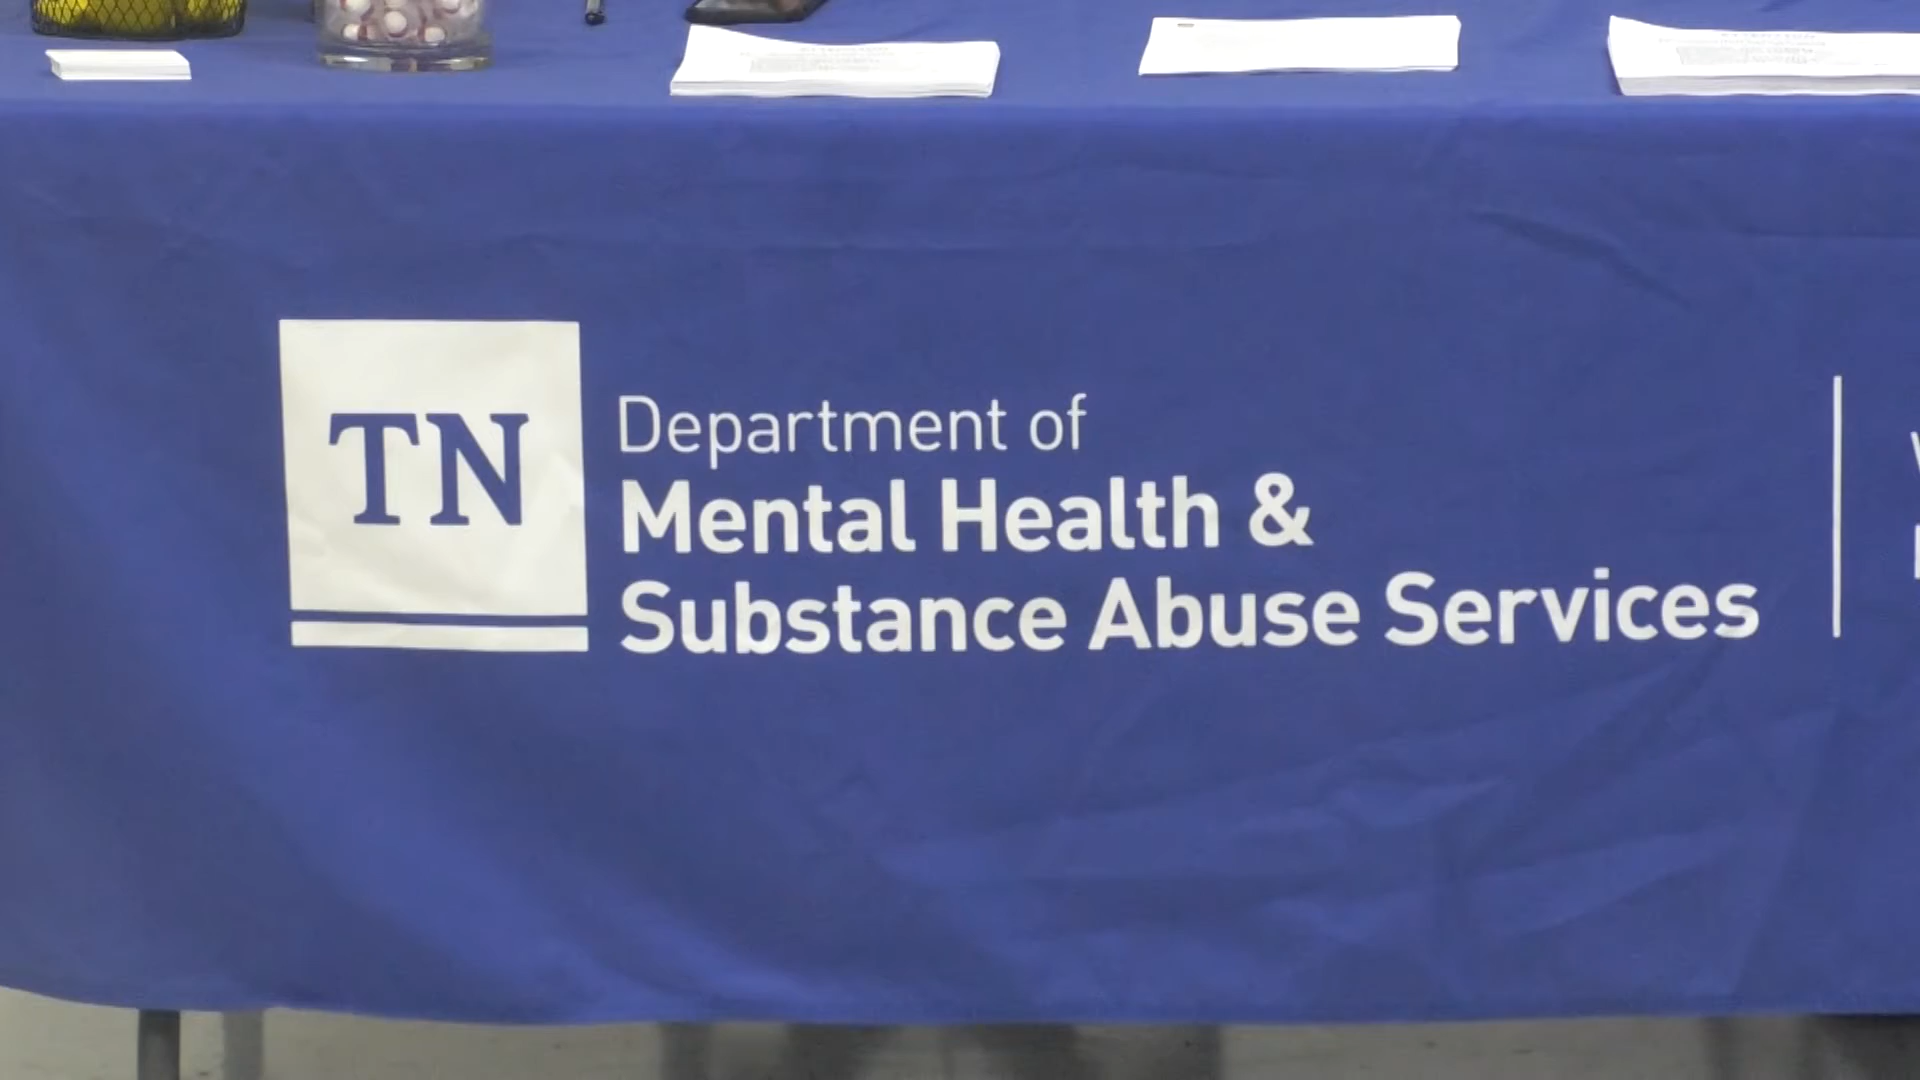 TN
Department of
Mental Health &
Substance Abuse Services